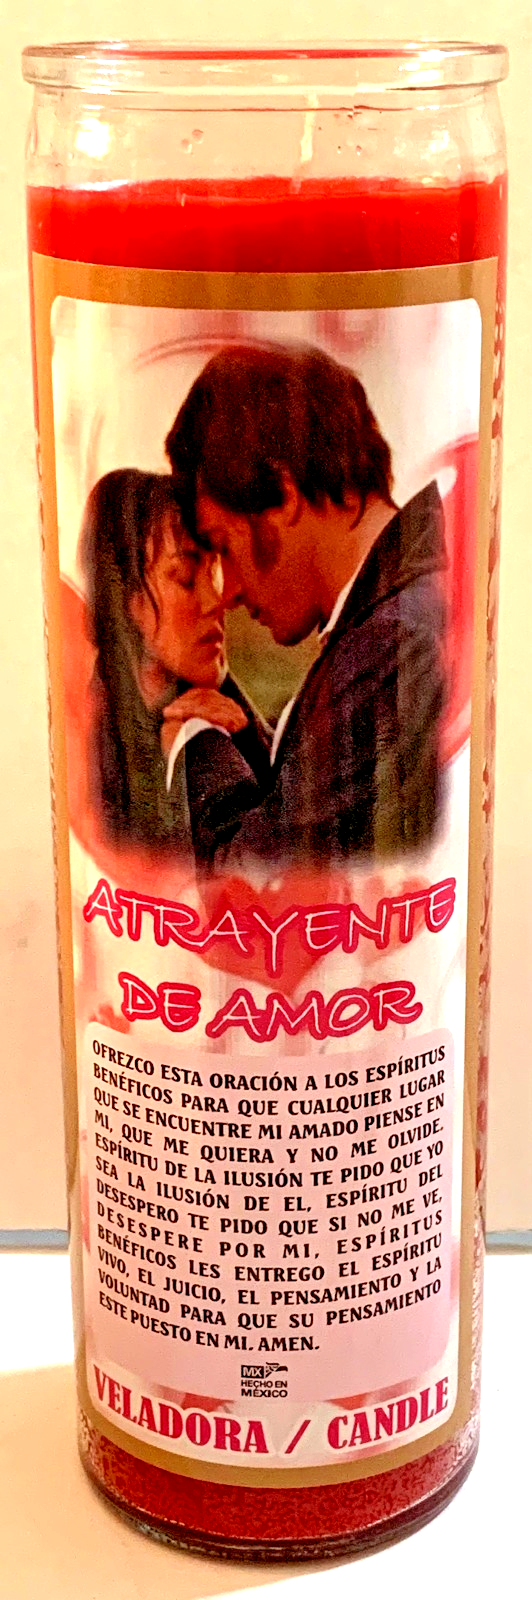 ATRAYENTE
DE AMOR
OFREZCO ESTA ORACIÓN A LOS ESPÍRITUS
BENÉFICOS PARA QUE CUALQUIER LUGAR
QUE SE ENCUENTRE MI AMADO PIENSE EN
MI, QUE ME QUIERA Y NO ME OLVIDE.
ESPÍRITU DE LA ILUSIÓN TE PIDO QUE YO
SEA LA ILUSIÓN DE EL, ESPÍRITU DEL
DESESPERO TE PIDO QUE SI NO ME VE,
DESESPERE POR MI, ESPÍRITUS
BENÉFICOS LES ENTREGO EL ESPÍRITU
VIVO, EL JUICIO, EL PENSAMIENTO Y LA
VOLUNTAD PARA QUE SU PENSAMIENTO
ESTE PUESTO EN MI. AMEN.
MX
HECHO EN
MÉXICO
VELADORA / CANDLE